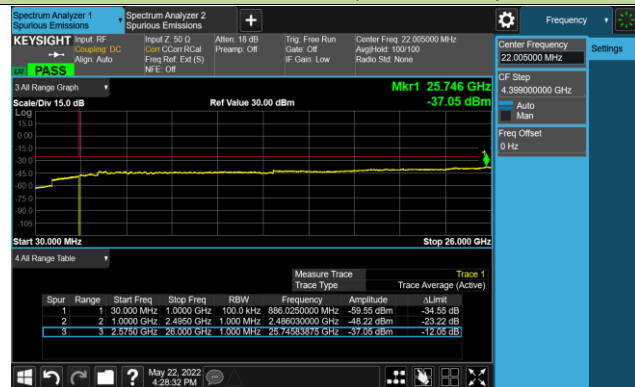 Spectrum Analyzer 1
Spurious Emissions
Spectrum Analyzer 2
Spurious Emissions
+
Frequency
KEYSIGHT
Input: RF
Coupling: DC
Align: Auto
Input Z: 50 Ω
Corr CCorr RCal
Freq Ref: Ext (S)
NFE: Off
Atten: 18 dB
Preamp: Off
Trig: Free Run
Gate: Off
IF Gain: Low
Center Freq: 22.005000 MHz
Avg|Hold: 100/100
Radio Std: None
PASS
Center Frequency
22.005000 MHz
Settings
CF Step
4.399000000 GHz
Auto
Man
Freq Offset
0 Hz
3 All Range Graph
Mkr1 25.746 GHz
-37.05 dBm
Scale/Div 15.0 dB
Ref Value 30.00 dBm
Log
15.0
0.00
-15.0
-30.0
-45.0
-60.0
-75.0
-90.0
-105
1
Start 30.000 MHz
Stop 26.000 GHz
4 All Range Table
Measure Trace Trace 1
Trace Type Trace Average (Active)
Spur Range Start Freq Stop Freq RBW Frequency Amplitude ΔLimit
1 1 30.000 MHz 1.0000 GHz 100.0 kHz 886.0250000 MHz -59.55 dBm -34.55 dB
2 2 1.0000 GHz 2.4950 GHz 1.000 MHz 2.486030000 GHz -48.22 dBm -23.22 dB
3 3 2.5750 GHz 26.000 GHz 1.000 MHz 25.74583875 GHz -37.05 dBm -12.05 dB
?
May 22, 2022
4:28:32 PM